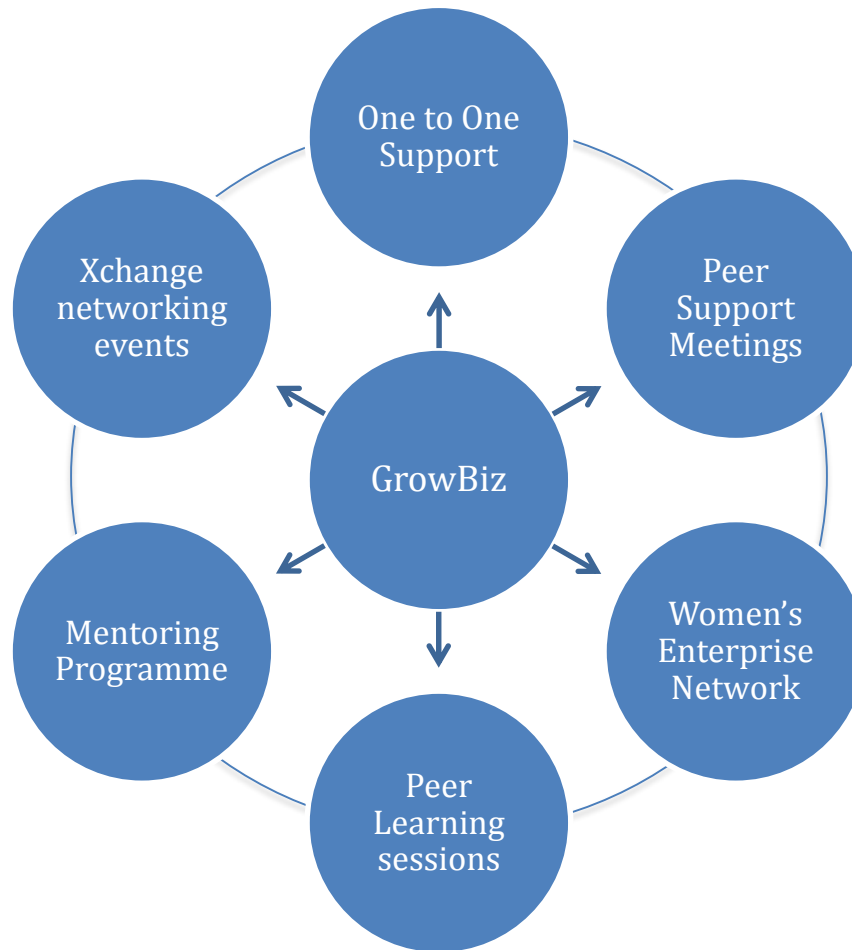 One to One
Support
Peer
Support
Meetings
Women’s
Enterprise
Network
Peer
Learning
sessions
Mentoring
Programme
Xchange
networking
events
GrowBiz